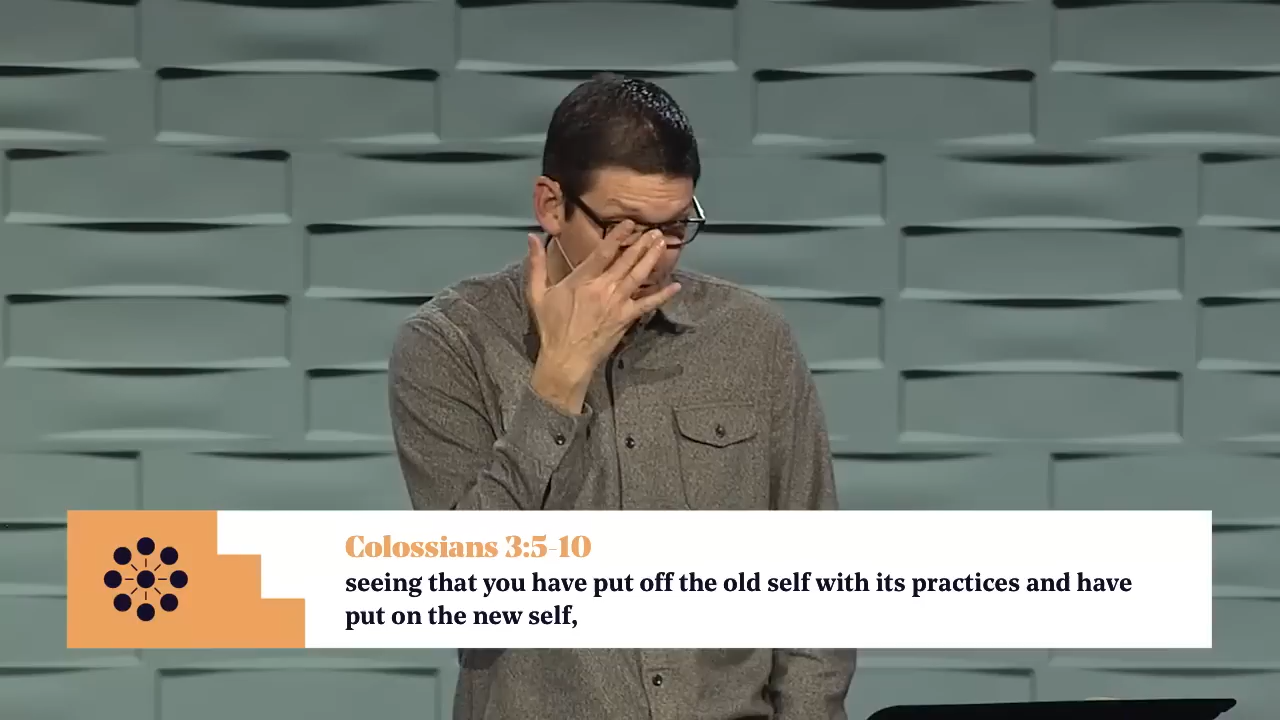 Colossians 3:5-10
seeing that you have put off the old self with its practices and have
put on the new self,